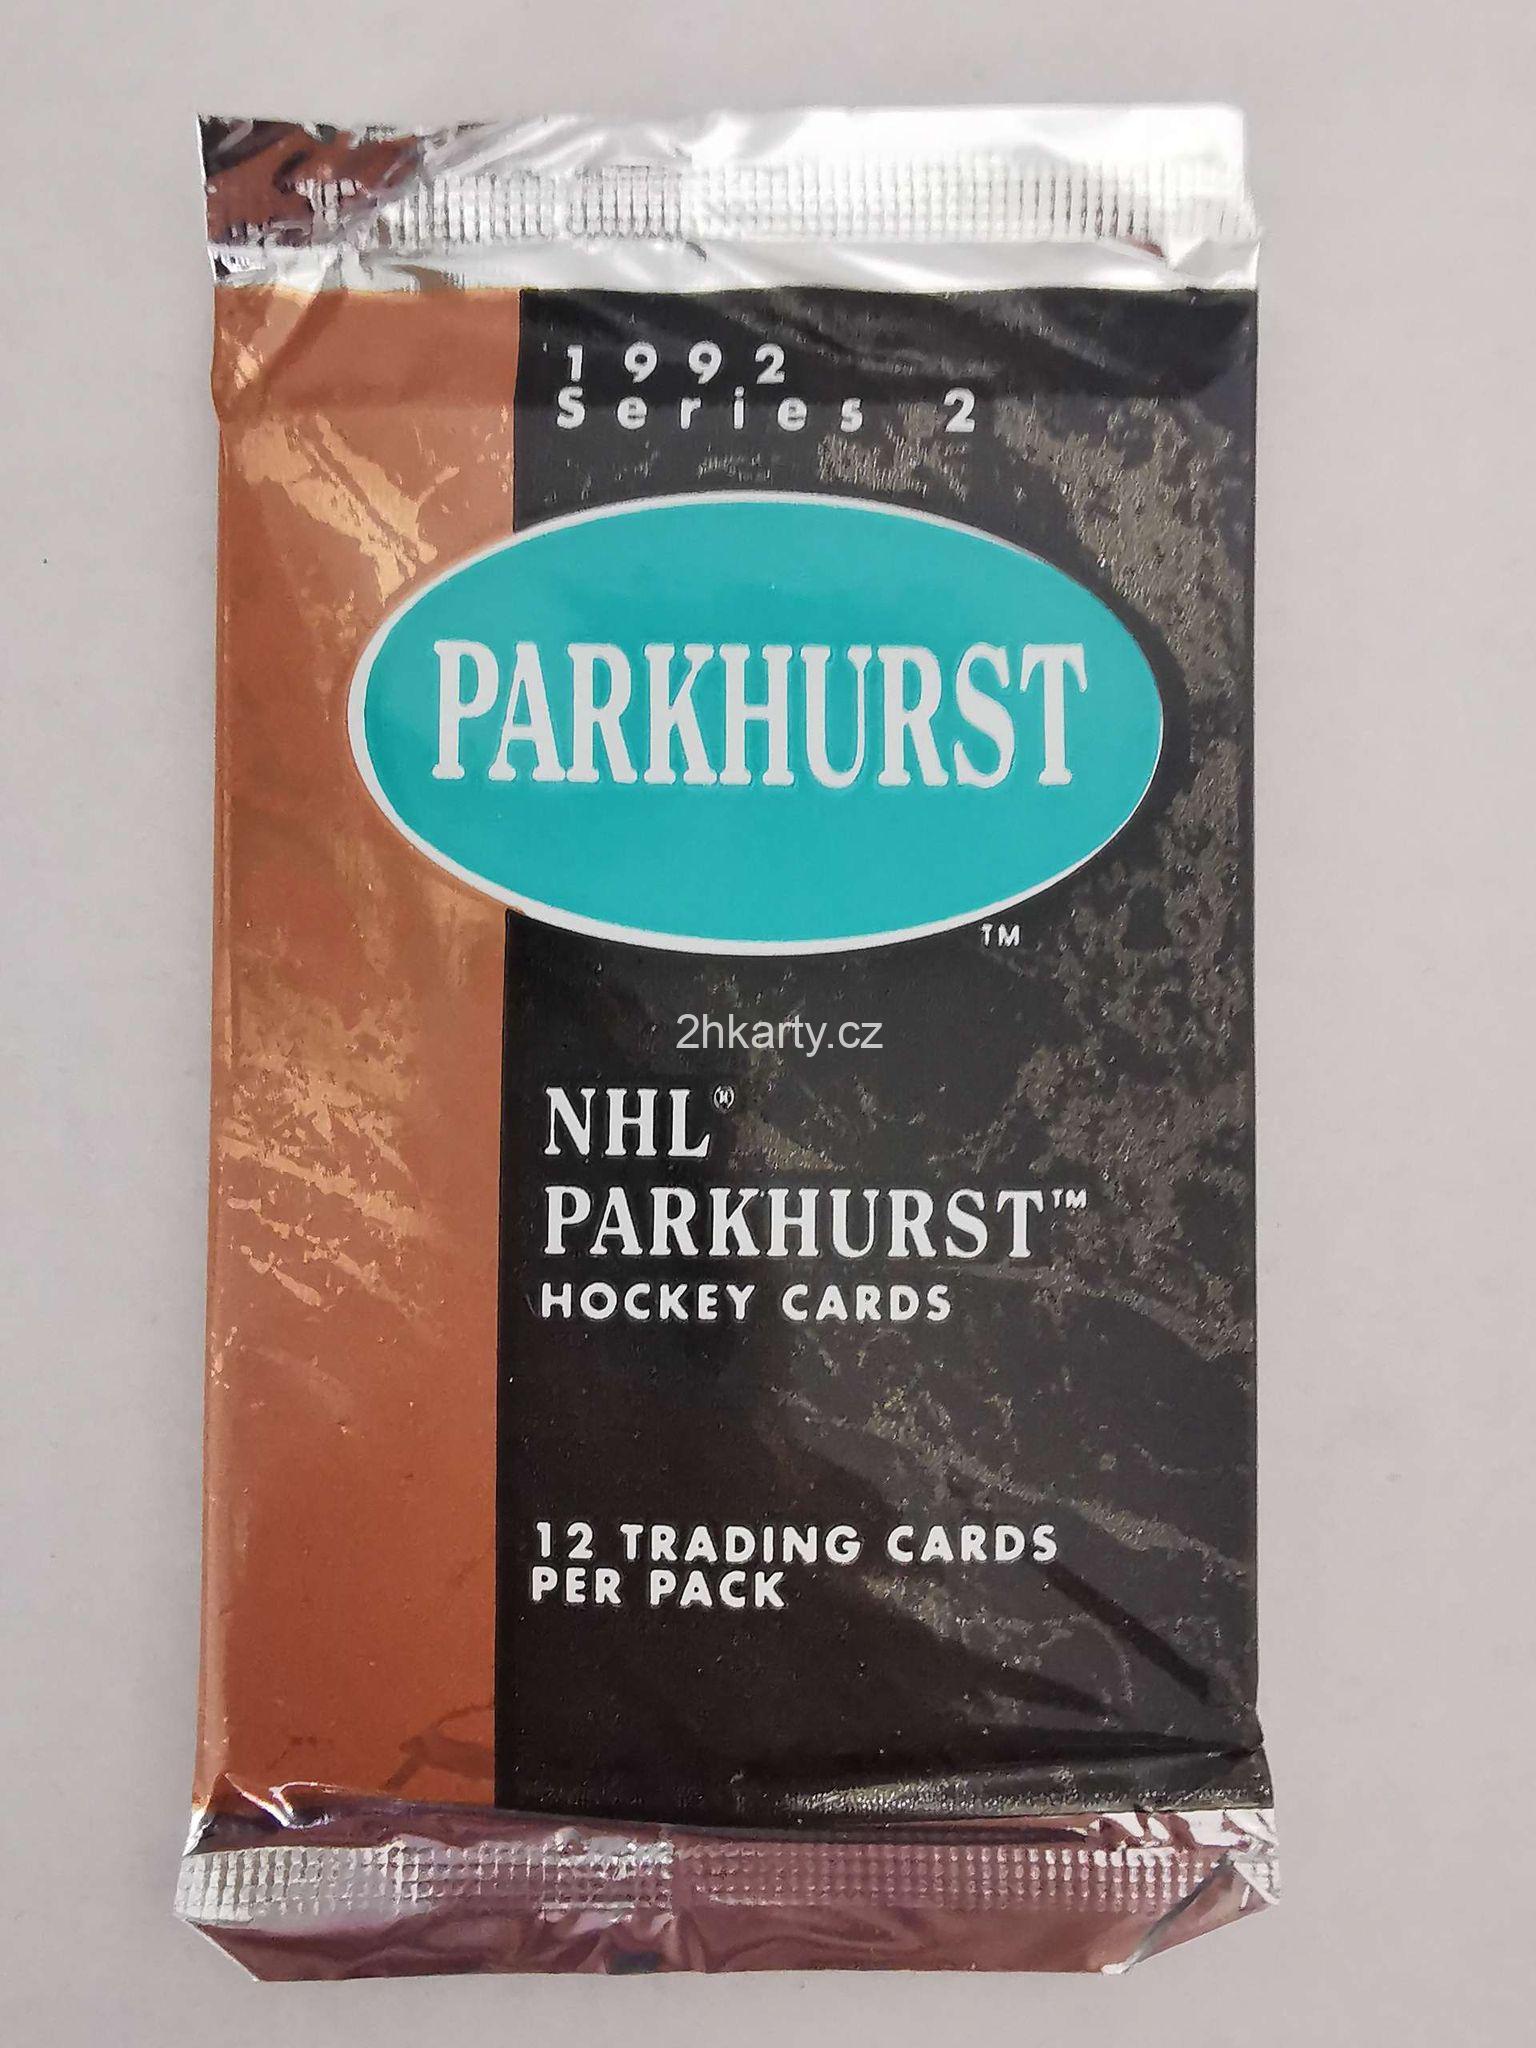 1992
Series 2
PARKHURST
TM
2hkarty.cz
NHL®
PARKHURST™
HOCKEY CARDS
12 TRADING CARDS
PER PACK